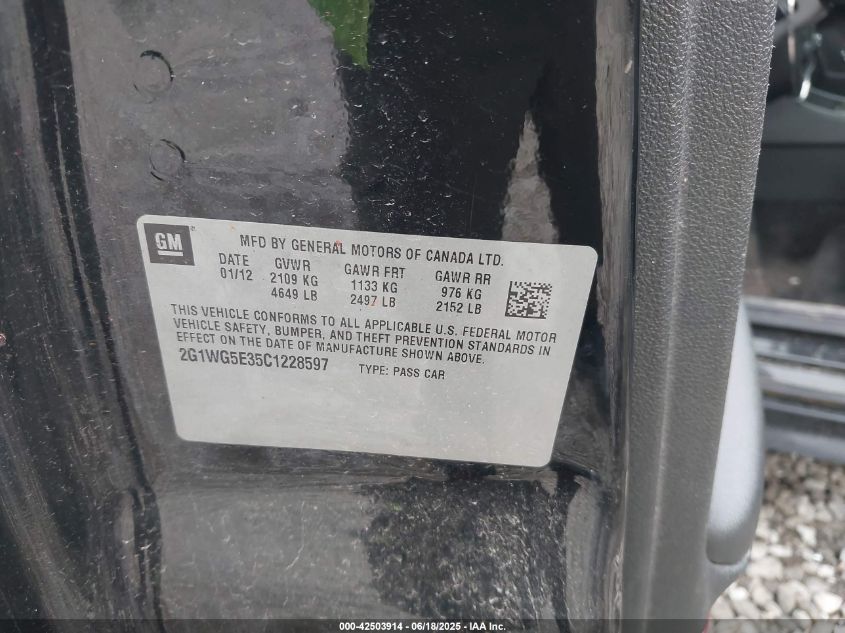 GM
MFD BY GENERAL MOTORS OF CANADA LTD.
DATE GVWR GAWR FRT GAWR RR
01/12 2109 KG 1133 KG 976 KG
4649 LB 2497 LB 2152 LB
THIS VEHICLE CONFORMS TO ALL APPLICABLE U.S. FEDERAL MOTOR
VEHICLE SAFETY, BUMPER, AND THEFT PREVENTION STANDARDS IN
EFFECT ON THE DATE OF MANUFACTURE SHOWN ABOVE.
2G1WG5E35C1228597 TYPE: PASS CAR
000-42503914 - 06/18/2025 - IAA Inc.